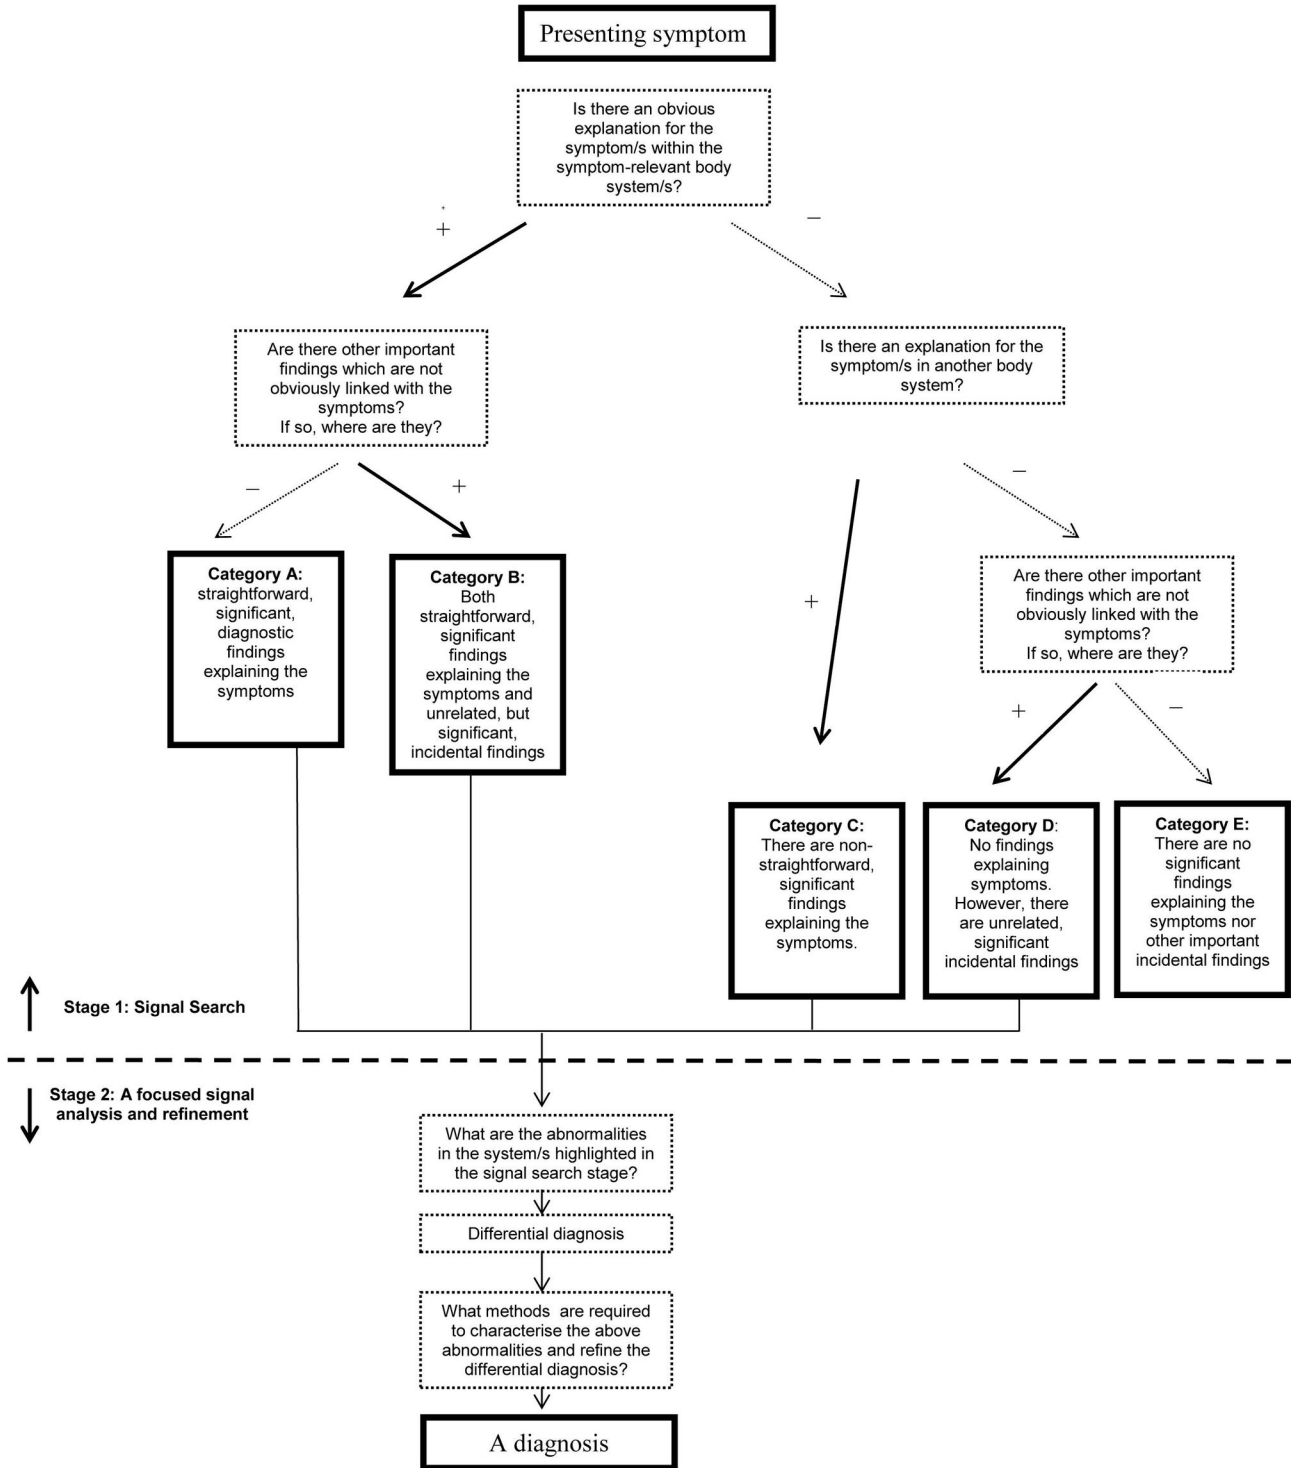 Presenting symptom
Is there an obvious
explanation for the
symptom/s within the
symptom-relevant body
system/s?
+
–
Are there other important
findings which are not
obviously linked with the
symptoms?
If so, where are they?
Is there an explanation for the
symptom/s in another body
system?
–
+
–
+
Category A:
straightforward,
significant,
diagnostic
findings
explaining the
symptoms
Category B:
Both
straightforward,
significant
findings
explaining the
symptoms and
unrelated, but
significant,
incidental findings
Are there other important
findings which are not
obviously linked with the
symptoms?
If so, where are they?
+
–
Category C:
There are non-
straightforward,
significant
findings
explaining the
symptoms.
Category D:
No findings
explaining
symptoms.
However, there
are unrelated,
significant
incidental findings
Category E:
There are no
significant
findings
explaining the
symptoms nor
other important
incidental findings
Stage 1: Signal Search
Stage 2: A focused signal
analysis and refinement
What are the abnormalities
in the system/s highlighted in
the signal search stage?
Differential diagnosis
What methods are required
to characterise the above
abnormalities and refine the
differential diagnosis?
A diagnosis